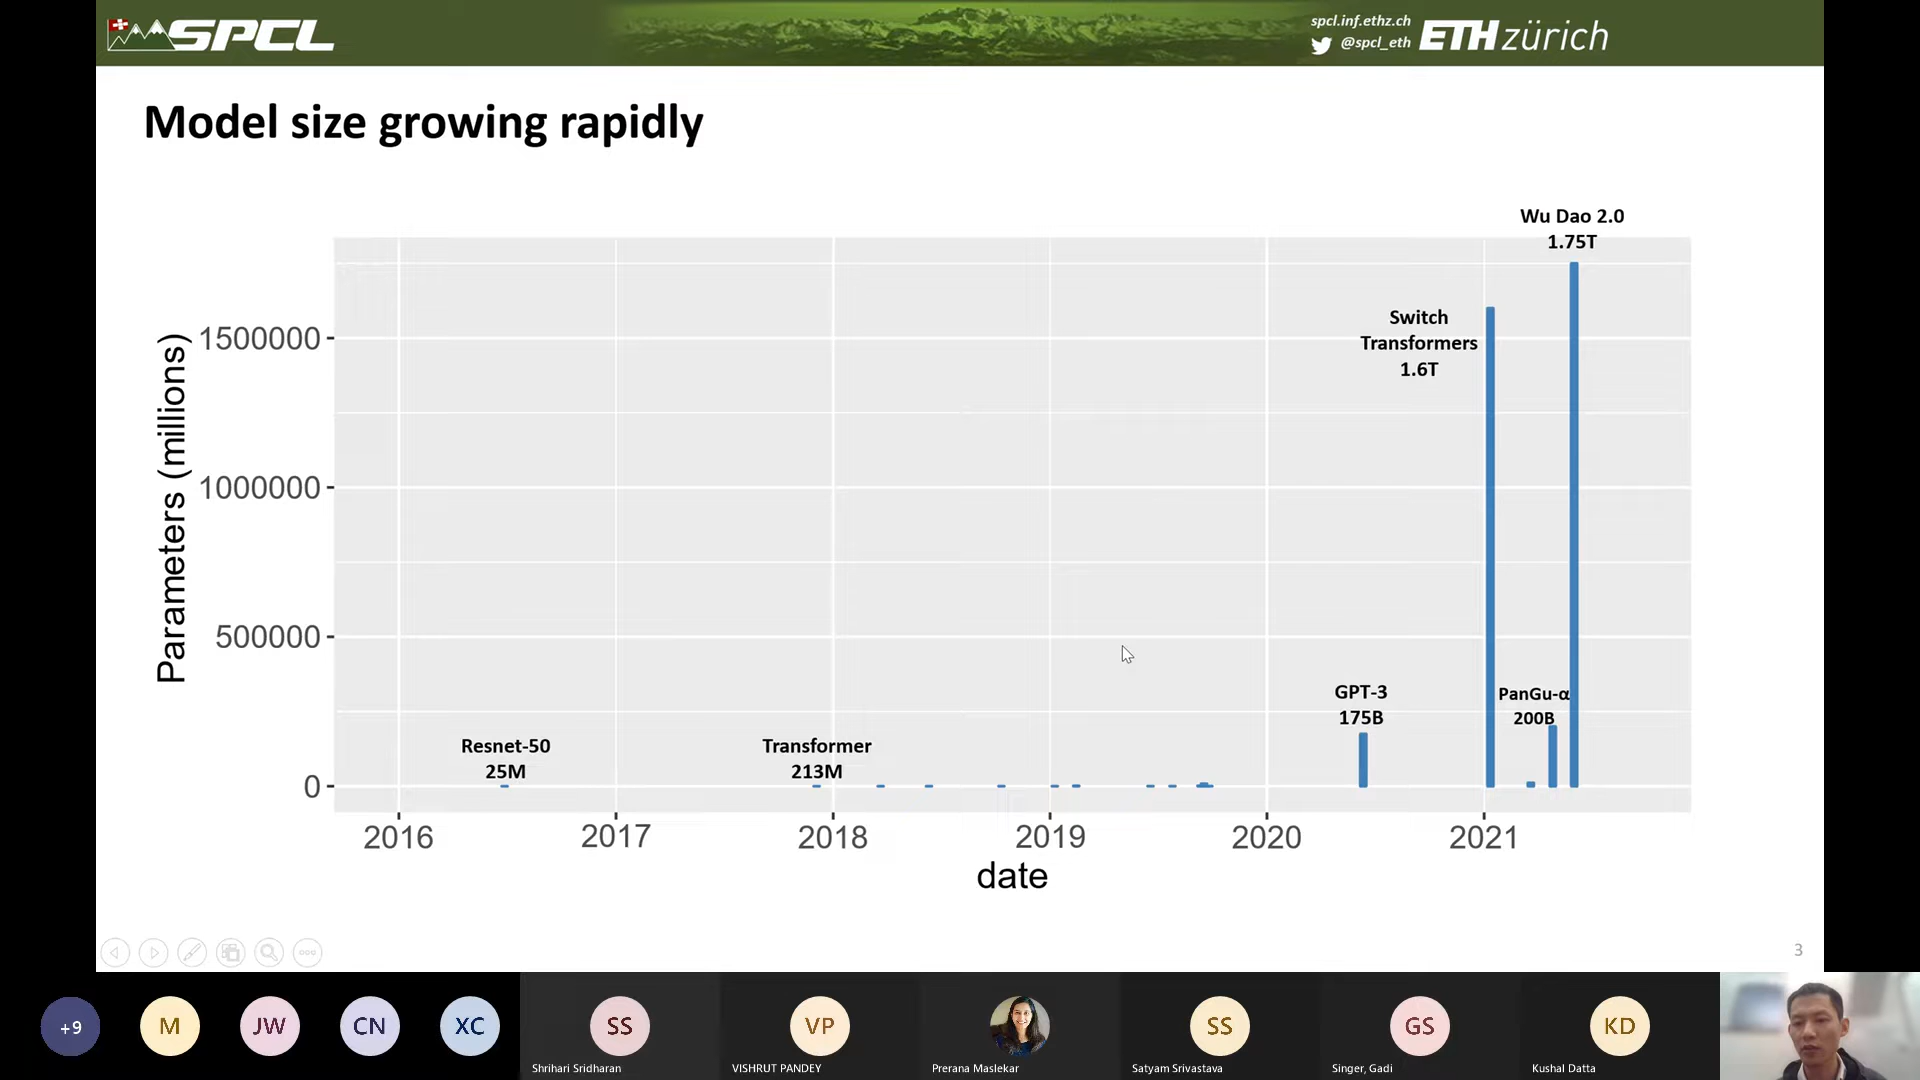 SPCL
spcl.inf.ethz.ch
@spcl_eth
ETH zürich
Model size growing rapidly
Wu Dao 2.0
1.75T
Switch
Transformers
1.6T
GPT-3
175B
PanGu-α
200B
Resnet-50
25M
Transformer
213M
Parameters (millions)
1500000
1000000
500000
0
2016
2017
2018
2019
2020
2021
date
3
+9
M
JW
CN
XC
SS
VP
SS
GS
KD
Shrihari Sridharan
VISHRUT PANDEY
Prerana Maslekar
Satyam Srivastava
Singer, Gadi
Kushal Datta